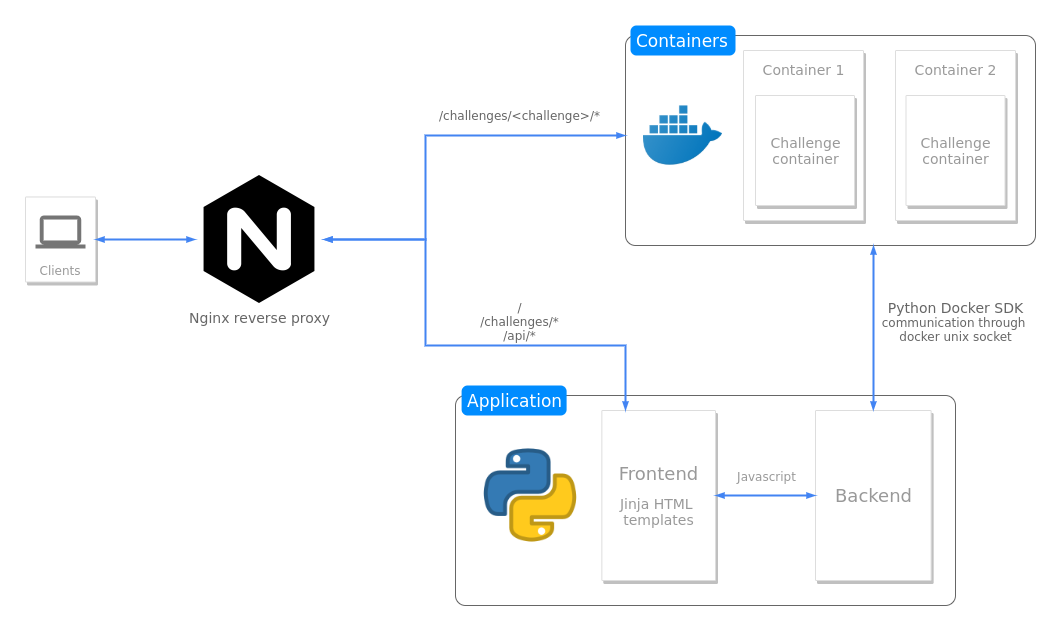 Containers
Container 1
Container 2
Challenge
container
Challenge
container
/challenges/<challenge>/*
Clients
Nginx reverse proxy
/
/challenges/*
/api/*
Python Docker SDK
communication through
docker unix socket
Application
Frontend
Jinja HTML
templates
Javascript
Backend